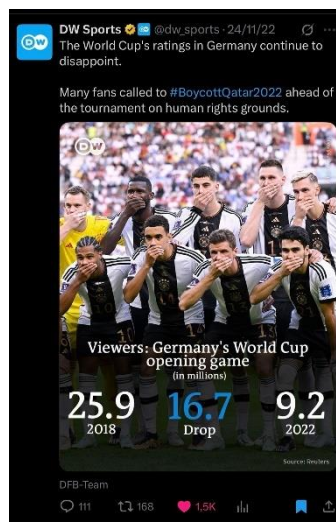 DW Sports @dw_sports · 24/11/22
The World Cup's ratings in Germany continue to
disappoint.
Many fans called to #BoycottQatar2022 ahead of
the tournament on human rights grounds.
DW
Viewers: Germany's World Cup
opening game
(in millions)
25.9 16.7 9.2
2018 Drop 2022
Source: Reuters
DFB-Team
111 168 1,5K